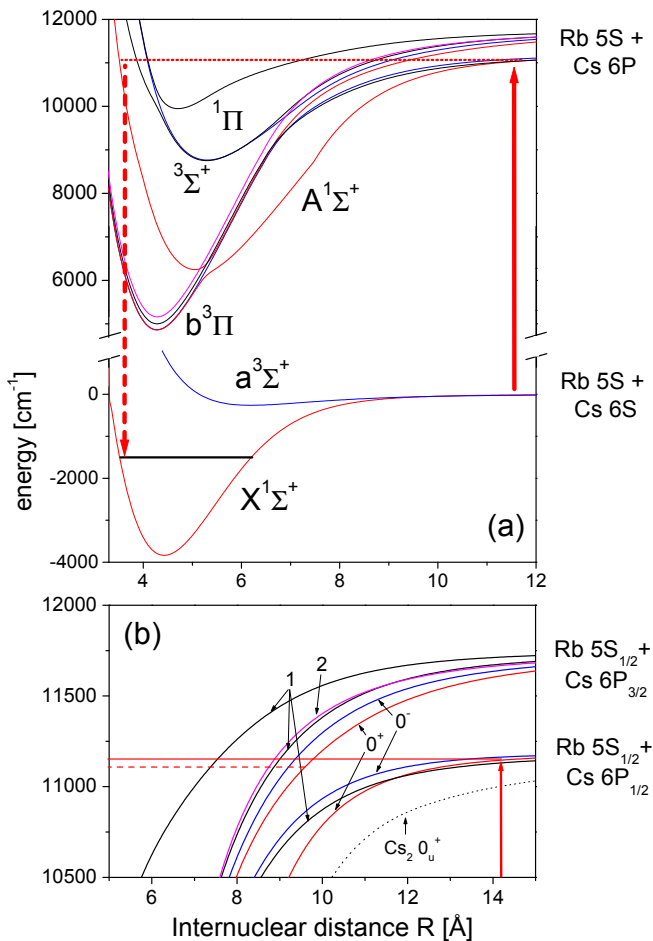 12000
10000
8000
6000
0
-2000
-4000
energy [cm⁻¹]
¹Π
³Σ⁺
A¹Σ⁺
b³Π
a³Σ⁺
X¹Σ⁺
(a)
Rb 5S +
Cs 6P
Rb 5S +
Cs 6S
4 6 8 10 12
12000
11500
11000
10500
(b)
1
2
0⁻
0⁺
Cs₂ 0ᵤ⁺
Rb 5S₁/₂+
Cs 6P₃/₂
Rb 5S₁/₂+
Cs 6P₁/₂
6 8 10 12 14
Internuclear distance R [Å]